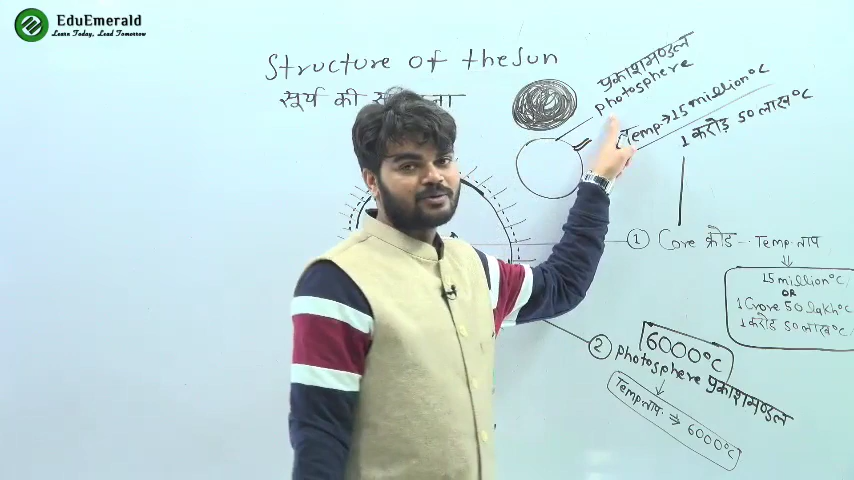 EduEmerald
Learn Today, Lead Tomorrow
Structure of the Sun
सूर्य की
प्रकाशमण्डल
photosphere
Temp→15 million°C
1 करोड़ 50 लाख°C
1 Core क्रोड - Temp. ताप
15 million°C
OR
1 Crore 50 lakh°C
1 करोड़ 50 लाख°C
6000°C
2 photosphere प्रकाशमण्डल
Temp. ताप → 6000°C